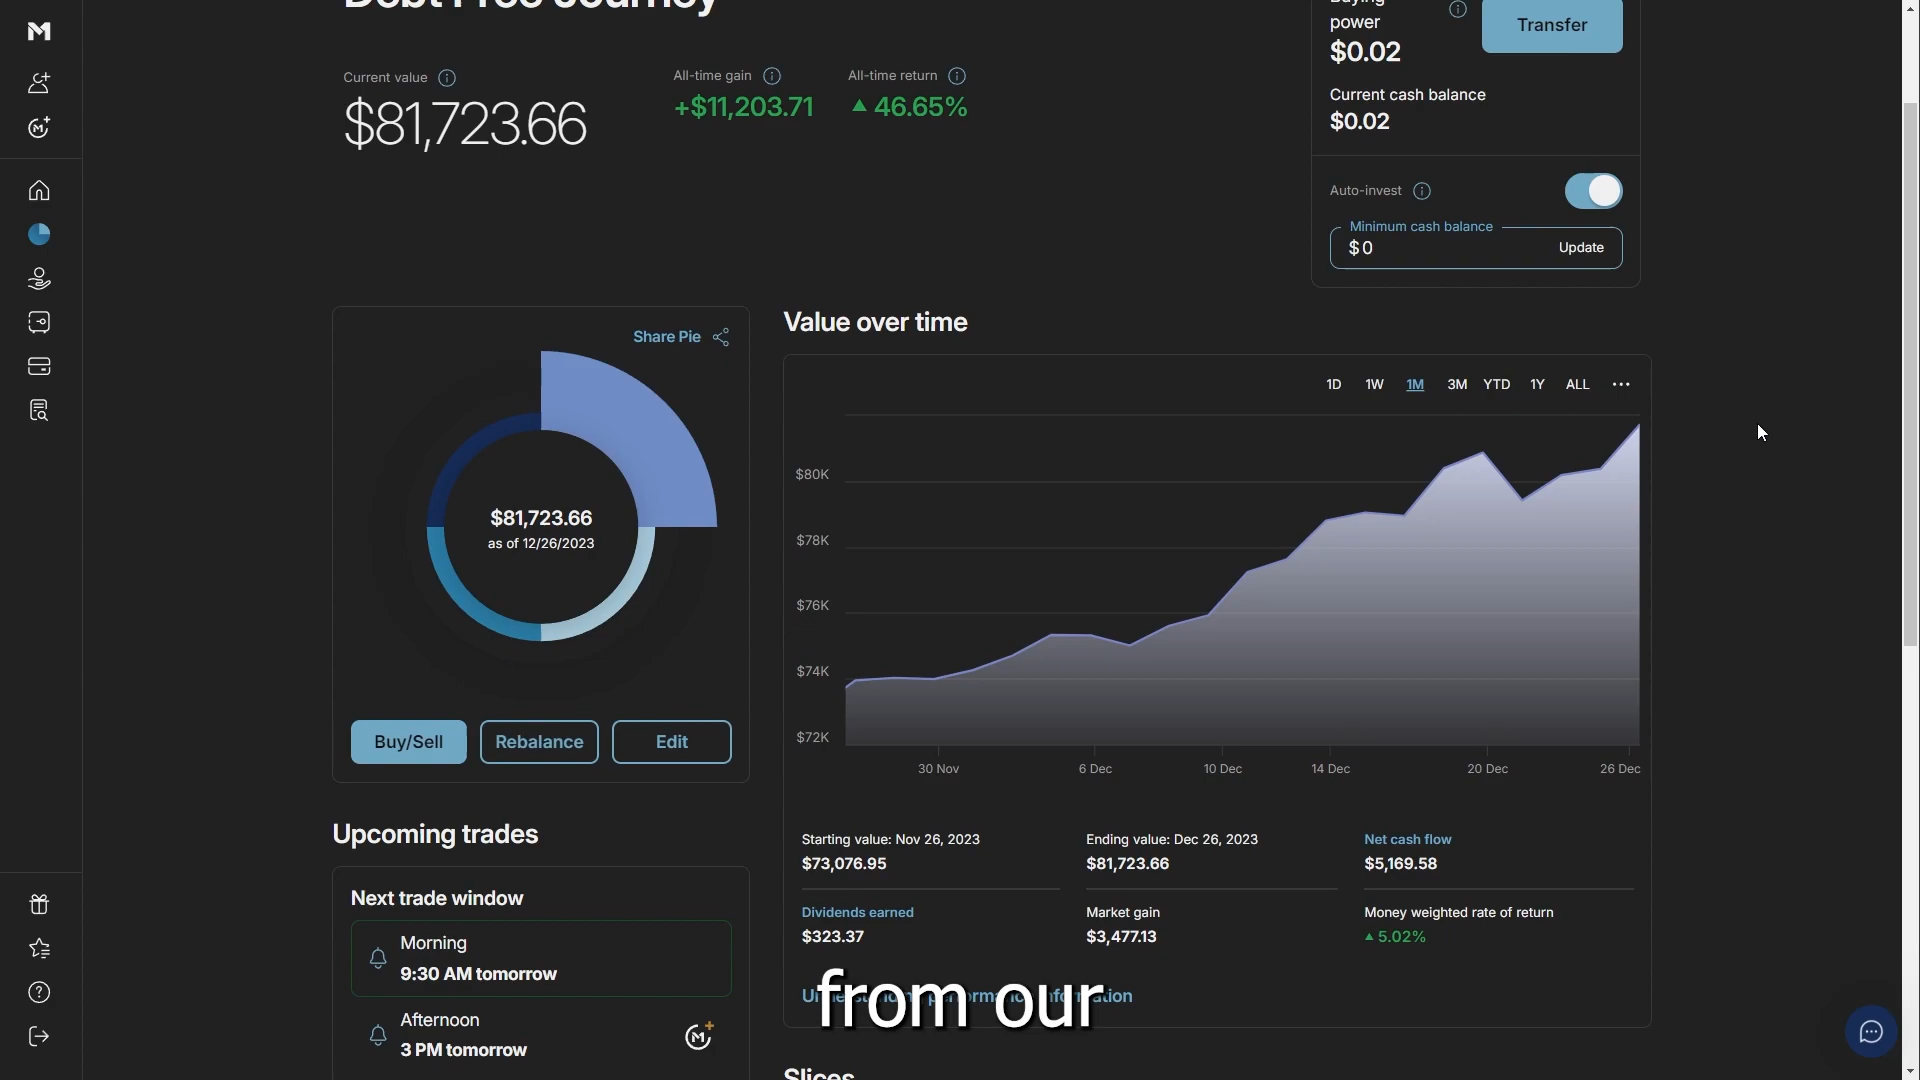 Debt Free Journey
Current value
$81,723.66
All-time gain
+$11,203.71
All-time return
46.65%
Buying
power
$0.02
Transfer
Current cash balance
$0.02
Auto-invest
Minimum cash balance
$0
Update
Share Pie
$81,723.66
as of 12/26/2023
Buy/Sell
Rebalance
Edit
Upcoming trades
Next trade window
Morning
9:30 AM tomorrow
Afternoon
3 PM tomorrow
Value over time
1D 1W 1M 3M YTD 1Y ALL
$80K
$78K
$76K
$74K
$72K
30 Nov 6 Dec 10 Dec 14 Dec 20 Dec 26 Dec
Starting value: Nov 26, 2023
$73,076.95
Ending value: Dec 26, 2023
$81,723.66
Net cash flow
$5,169.58
Dividends earned
$323.37
Market gain
$3,477.13
Money weighted rate of return
5.02%
from our
Slices